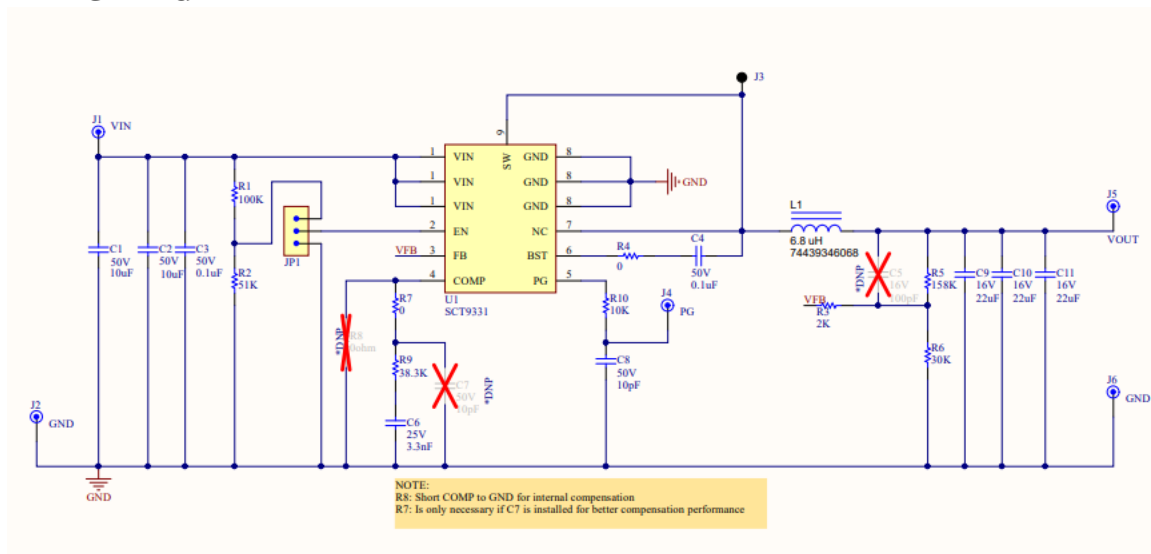 J3
J1
VIN
9
SW
1
VIN
GND
8
1
VIN
GND
8
GND
1
VIN
GND
8
R1
100K
J5
L1
2
EN
NC
7
VOUT
6.8 uH
74439346068
C1
50V
10uF
C2
50V
10uF
C3
50V
0.1uF
JP1
VFB
3
FB
BST
6
R4
0
C4
50V
0.1uF
R2
51K
4
COMP
PG
5
U1
SCT9331
*DNP
C5
16V
100pF
R5
158K
C9
16V
22uF
C10
16V
22uF
C11
16V
22uF
R7
0
R10
10K
J4
PG
VFB
R3
2K
*DNP
R8
0ohm
R9
38.3K
C7
50V
10pF
*DNP
C8
50V
10pF
R6
30K
J2
GND
J6
GND
C6
25V
3.3nF
GND
NOTE:
R8: Short COMP to GND for internal compensation
R7: Is only necessary if C7 is installed for better compensation performance